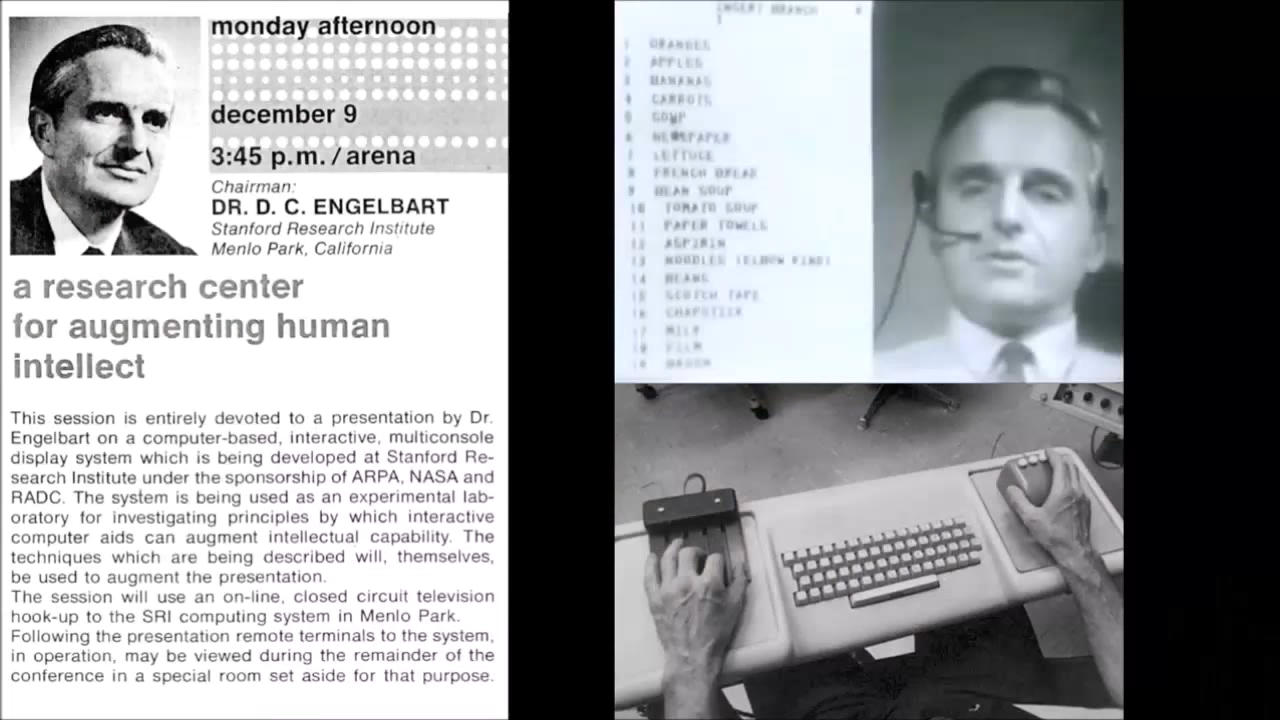 monday afternoon
december 9
3:45 p.m. / arena
Chairman:
DR. D. C. ENGELBART
Stanford Research Institute
Menlo Park, California
a research center
for augmenting human
intellect
This session is entirely devoted to a presentation by Dr.
Engelbart on a computer-based, interactive, multiconsole
display system which is being developed at Stanford Re-
search Institute under the sponsorship of ARPA, NASA and
RADC. The system is being used as an experimental lab-
oratory for investigating principles by which interactive
computer aids can augment intellectual capability. The
techniques which are being described will, themselves,
be used to augment the presentation.
The session will use an on-line, closed circuit television
hook-up to the SRI computing system in Menlo Park.
Following the presentation remote terminals to the system,
in operation, may be viewed during the remainder of the
conference in a special room set aside for that purpose.
INSERT BRANCH
1 ORANGES
2 APPLES
3 BANANAS
4 CARROTS
5 SOUP
6 NEWSPAPER
7 LETTUCE
8 FRENCH BREAD
9 BEAN SOUP
10 TOMATO SOUP
11 PAPER TOWELS
12 ASPIRIN
13 NOODLES (ELBOW KIND)
14 BEANS
15 SCOTCH TAPE
16 CHAPSTICK
17 MILK
18 FILM